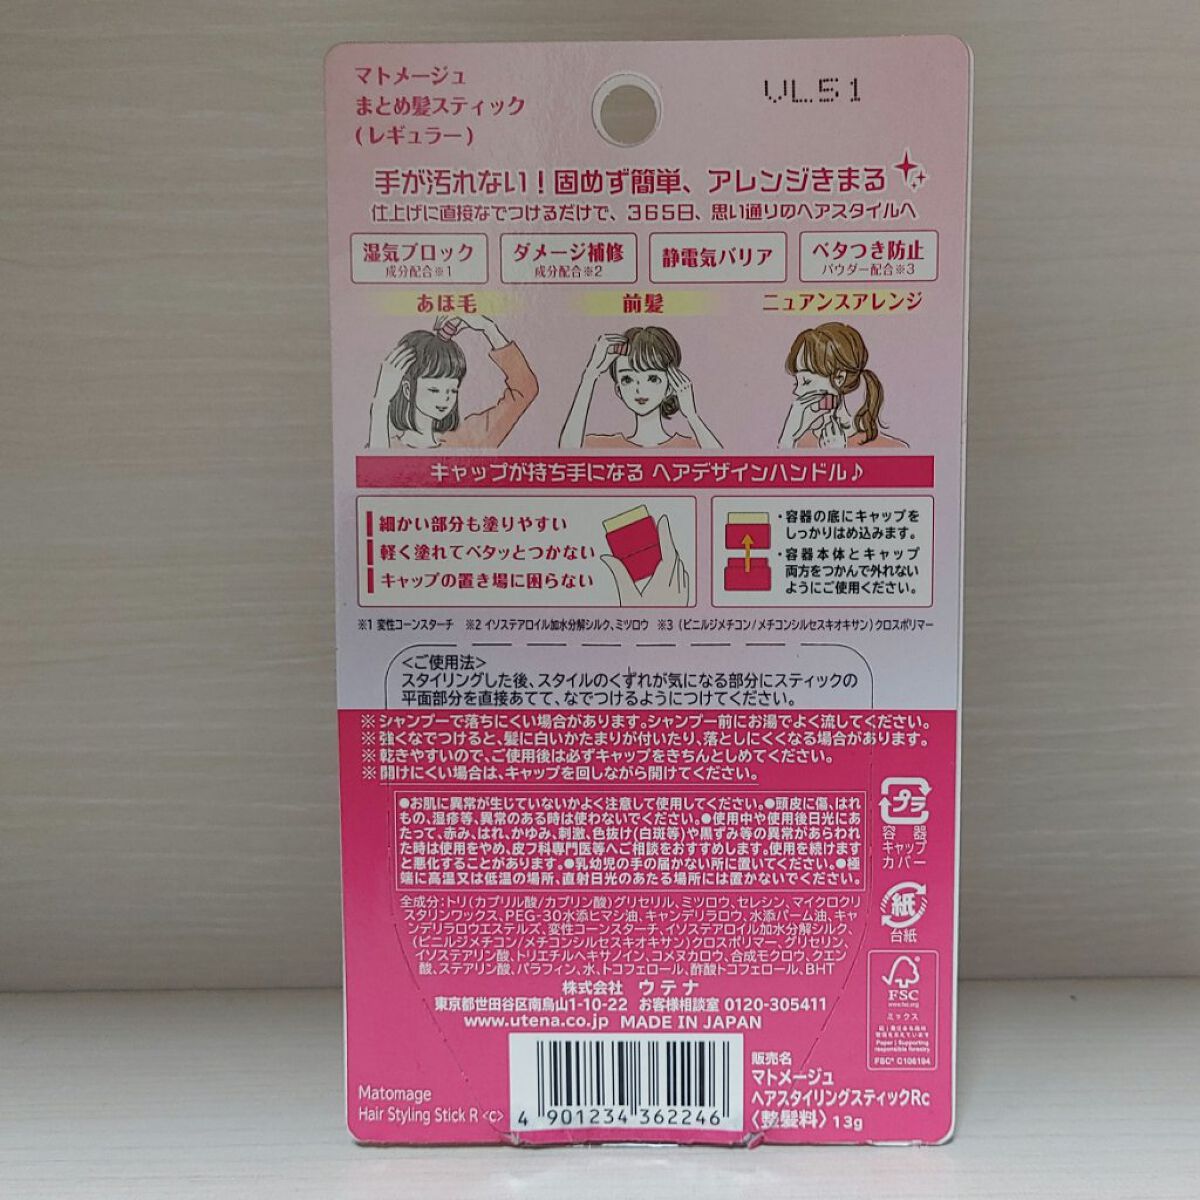 マトメージュ
まとめ髪スティック
(レギュラー)
VL51
手が汚れない!固めず簡単、アレンジきまる
仕上げに直接なでつけるだけで、365日、思い通りのヘアスタイルへ
湿気ブロック
成分配合※1
ダメージ補修
成分配合※2
静電気バリア
ベタつき防止
パウダー配合※3
あほ毛
前髪
ニュアンスアレンジ
キャップが持ち手になる ヘアデザインハンドル♪
細かい部分も塗りやすい
軽く塗れてベタッとつかない
キャップの置き場に困らない
・容器の底にキャップを
しっかりはめ込みます。
・容器本体とキャップ
両方をつかんで外れない
ようにご使用ください。
※1 変性コーンスターチ ※2 イソステアロイル加水分解シルク、ミツロウ ※3 (ビニルジメチコン/メチコンシルセスキオキサン)クロスポリマー
<ご使用法>
スタイリングした後、スタイルのくずれが気になる部分にスティックの
平面部分を直接あてて、なでつけるようにつけてください。
※シャンプーで落ちにくい場合があります。シャンプー前にお湯でよく流してください。
※強くなでつけると、髪に白いかたまりが付いたり、落としにくくなる場合があります。
※乾きやすいので、ご使用後は必ずキャップをきちんとしめてください。
※開けにくい場合は、キャップを回しながら開けてください。
●お肌に異常が生じていないかよく注意して使用してください。●頭皮に傷、はれ
もの、湿疹等、異常のある時は使わないでください。●使用中や使用後日光にあ
たって、赤み、はれ、かゆみ、刺激、色抜け(白斑等)や黒ずみ等の異常があらわれ
た時は使用をやめ、皮フ科専門医等へご相談をおすすめします。使用を続けます
と悪化することがあります。●乳幼児の手の届かない所に置いてください。●極
端に高温又は低温の場所、直射日光のあたる場所には置かないでください。
プラ
容器
キャップ
カバー
紙
台紙
全成分:トリ(カプリル酸/カプリン酸)グリセリル、ミツロウ、セレシン、マイクロクリ
スタリンワックス、PEG-30水添ヒマシ油、キャンデリラロウ、水添パーム油、キャ
ンデリラロウエステルズ、変性コーンスターチ、イソステアロイル加水分解シルク、
(ビニルジメチコン/メチコンシルセスキオキサン)クロスポリマー、グリセリン、
イソステアリン酸、トリエチルヘキサノイン、コメヌカロウ、合成モクロウ、クエン
酸、ステアリン酸、パラフィン、水、トコフェロール、酢酸トコフェロール、BHT
株式会社 ウテナ
東京都世田谷区南烏山1-10-22 お客様相談室 0120-305411
www.utena.co.jp MADE IN JAPAN
FSC
www.fsc.org
ミックス
Paper | Supporting
responsible forestry
FSC® C106194
Matomage
Hair Styling Stick R <c>
4 901234 362246
販売名
マトメージュ
ヘアスタイリングスティックRc
〈整髪料〉13g